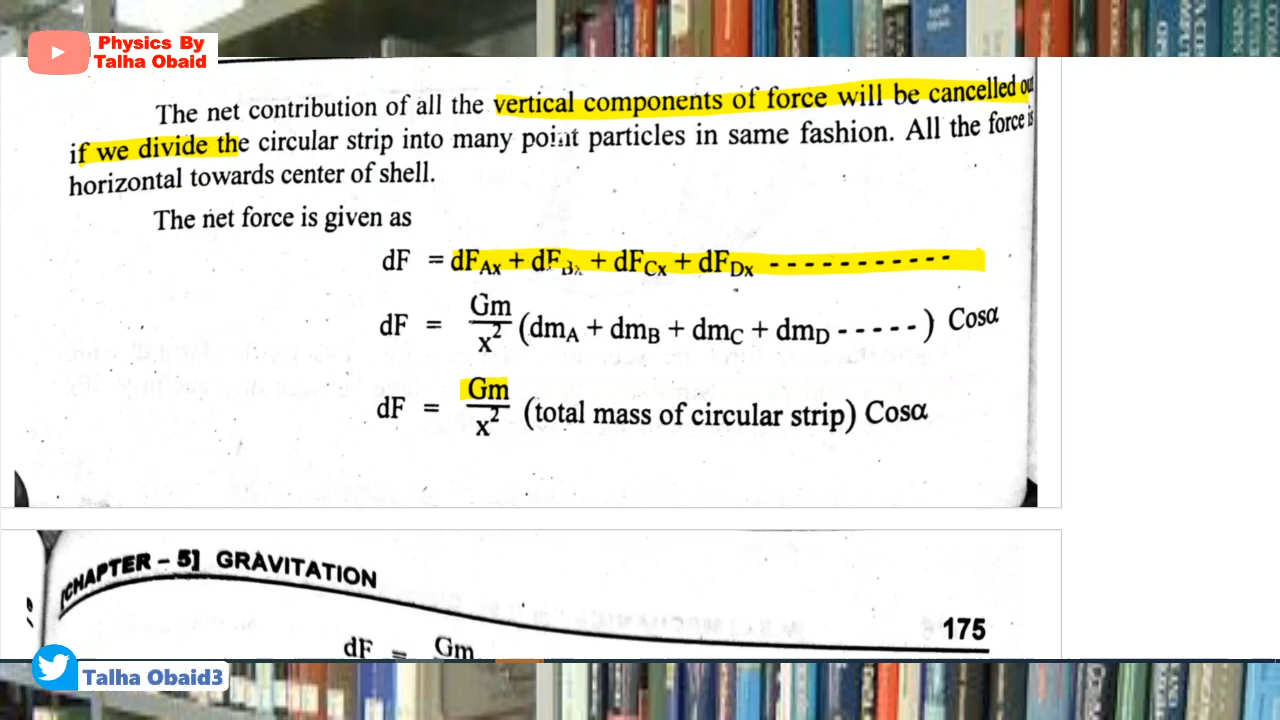 Physics By
Talha Obaid
The net contribution of all the vertical components of force will be cancelled out
if we divide the circular strip into many point particles in same fashion. All the force is
horizontal towards center of shell.
The net force is given as
dF = dFAx + dFBx + dFCx + dFDx - - - - - - - - - - -
dF = Gm/x² (dmA + dmB + dmC + dmD - - - - - ) Cosα
dF = Gm/x² (total mass of circular strip) Cosα
[CHAPTER – 5] GRAVITATION
175
dF = Gm
Talha Obaid3